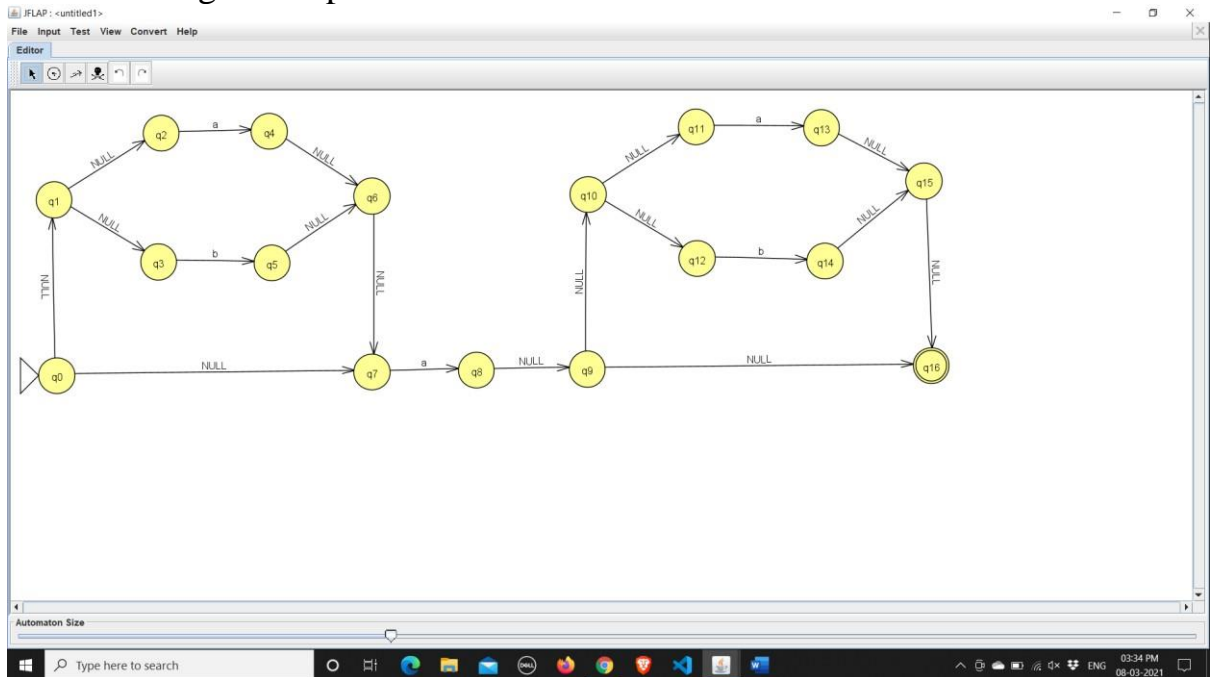 JFLAP : <untitled1>
File Input Test View Convert Help
Editor
q2 a q4
q11 a q13
NULL NULL
NULL NULL
q1 q6
q10 q15
NULL NULL
NULL NULL
q3 b q5
q12 b q14
NULL NULL
NULL NULL
q0 NULL q7 a q8 NULL q9 NULL q16
Automaton Size
Type here to search
ENG 03:34 PM
08-03-2021